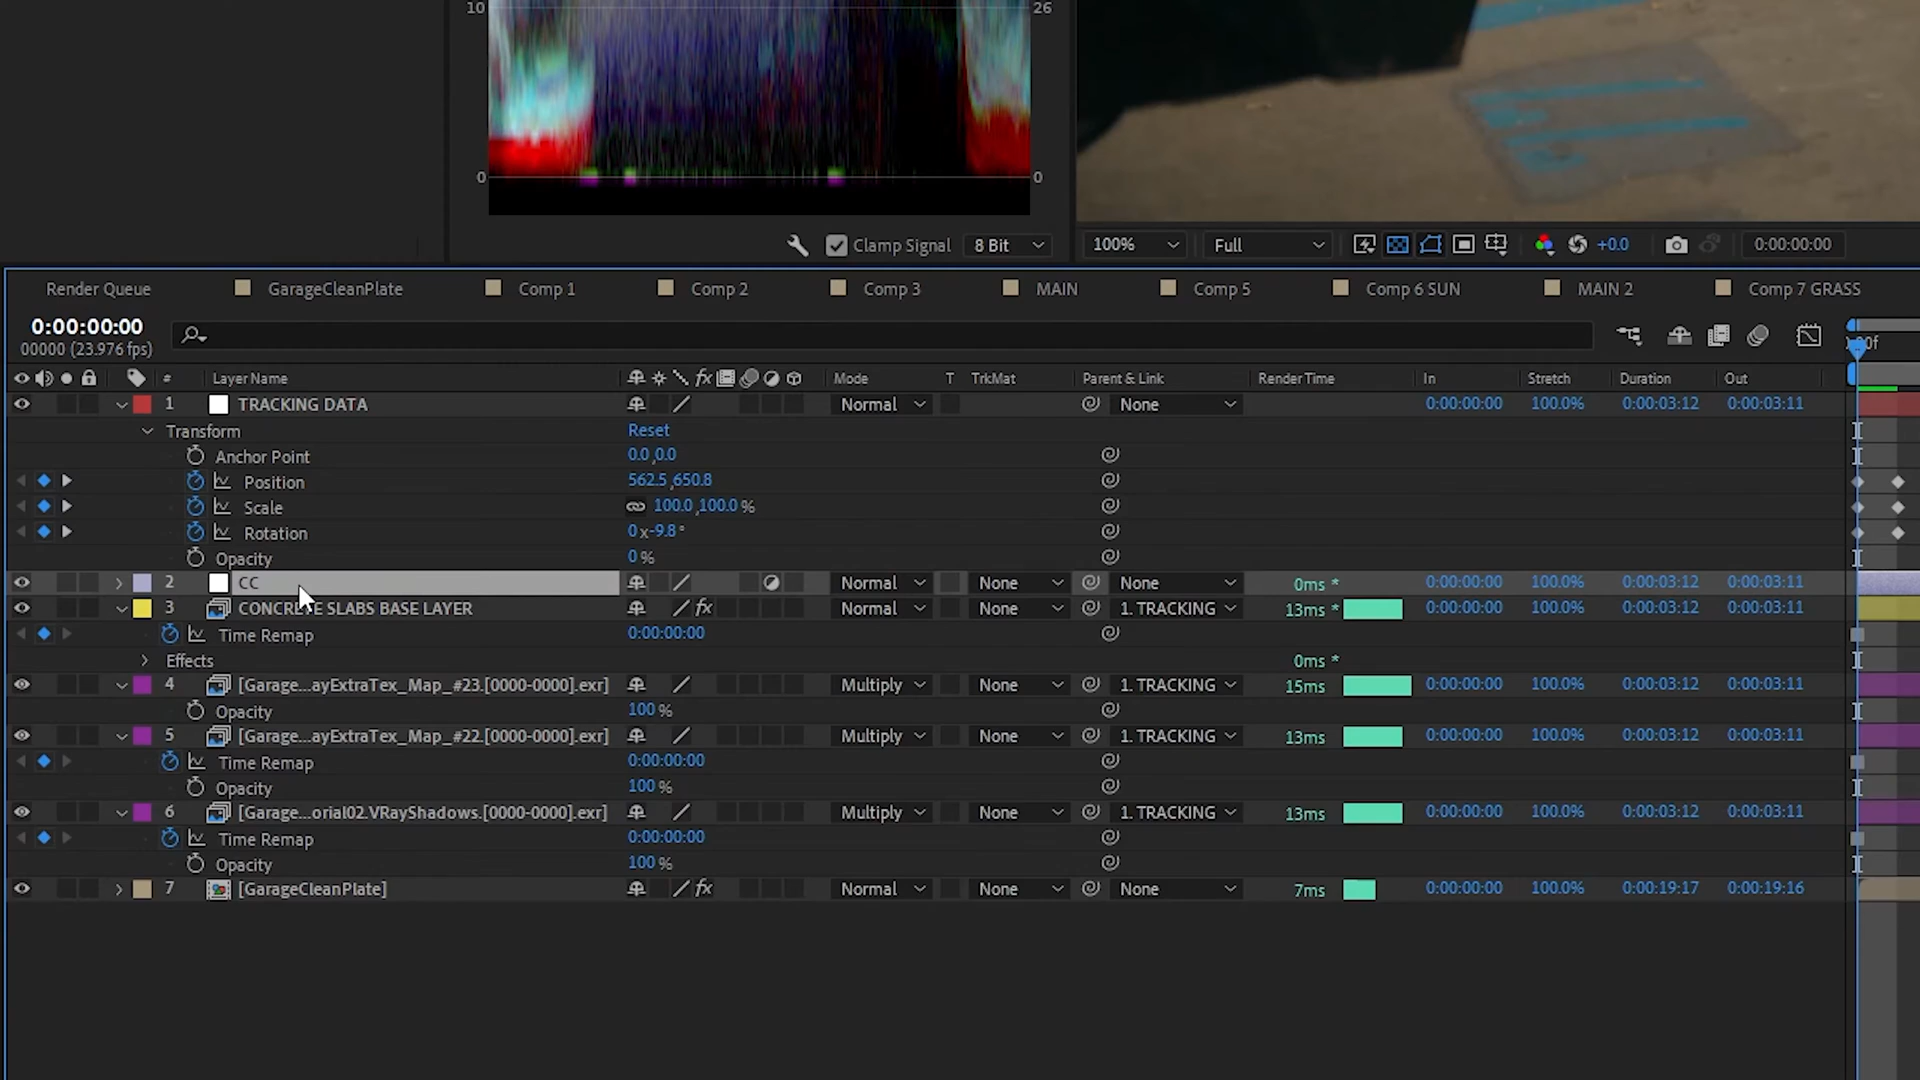 10 26
0 0
Clamp Signal 8 Bit 100% Full +0.0 0:00:00:00
Render Queue GarageCleanPlate Comp 1 Comp 2 Comp 3 MAIN Comp 5 Comp 6 SUN MAIN 2 Comp 7 GRASS
0:00:00:00
00000 (23.976 fps)
# Layer Name fx Mode T TrkMat Parent & Link Render Time In Stretch Duration Out
1 TRACKING DATA Normal None 0:00:00:00 100.0% 0:00:03:12 0:00:03:11
Transform Reset
Anchor Point 0.0,0.0
Position 562.5,650.8
Scale 100.0,100.0 %
Rotation 0x-9.8°
Opacity 0 %
2 CC Normal None None 0ms * 0:00:00:00 100.0% 0:00:03:12 0:00:03:11
3 CONCRETE SLABS BASE LAYER fx Normal 1. TRACKING 13ms * 0:00:00:00 100.0% 0:00:03:12 0:00:03:11
Time Remap 0:00:00:00
Effects 0ms *
4 [Garage...ayExtraTex_Map_#23.[0000-0000].exr] Multiply None 1. TRACKING 15ms 0:00:00:00 100.0% 0:00:03:12 0:00:03:11
Opacity 100 %
5 [Garage...ayExtraTex_Map_#22.[0000-0000].exr] Multiply None 1. TRACKING 13ms 0:00:00:00 100.0% 0:00:03:12 0:00:03:11
Time Remap 0:00:00:00
Opacity 100 %
6 [Garage...orial02.VRayShadows.[0000-0000].exr] Multiply None 1. TRACKING 13ms 0:00:00:00 100.0% 0:00:03:12 0:00:03:11
Time Remap 0:00:00:00
Opacity 100 %
7 [GarageCleanPlate] fx Normal None None 7ms 0:00:00:00 100.0% 0:00:19:17 0:00:19:16